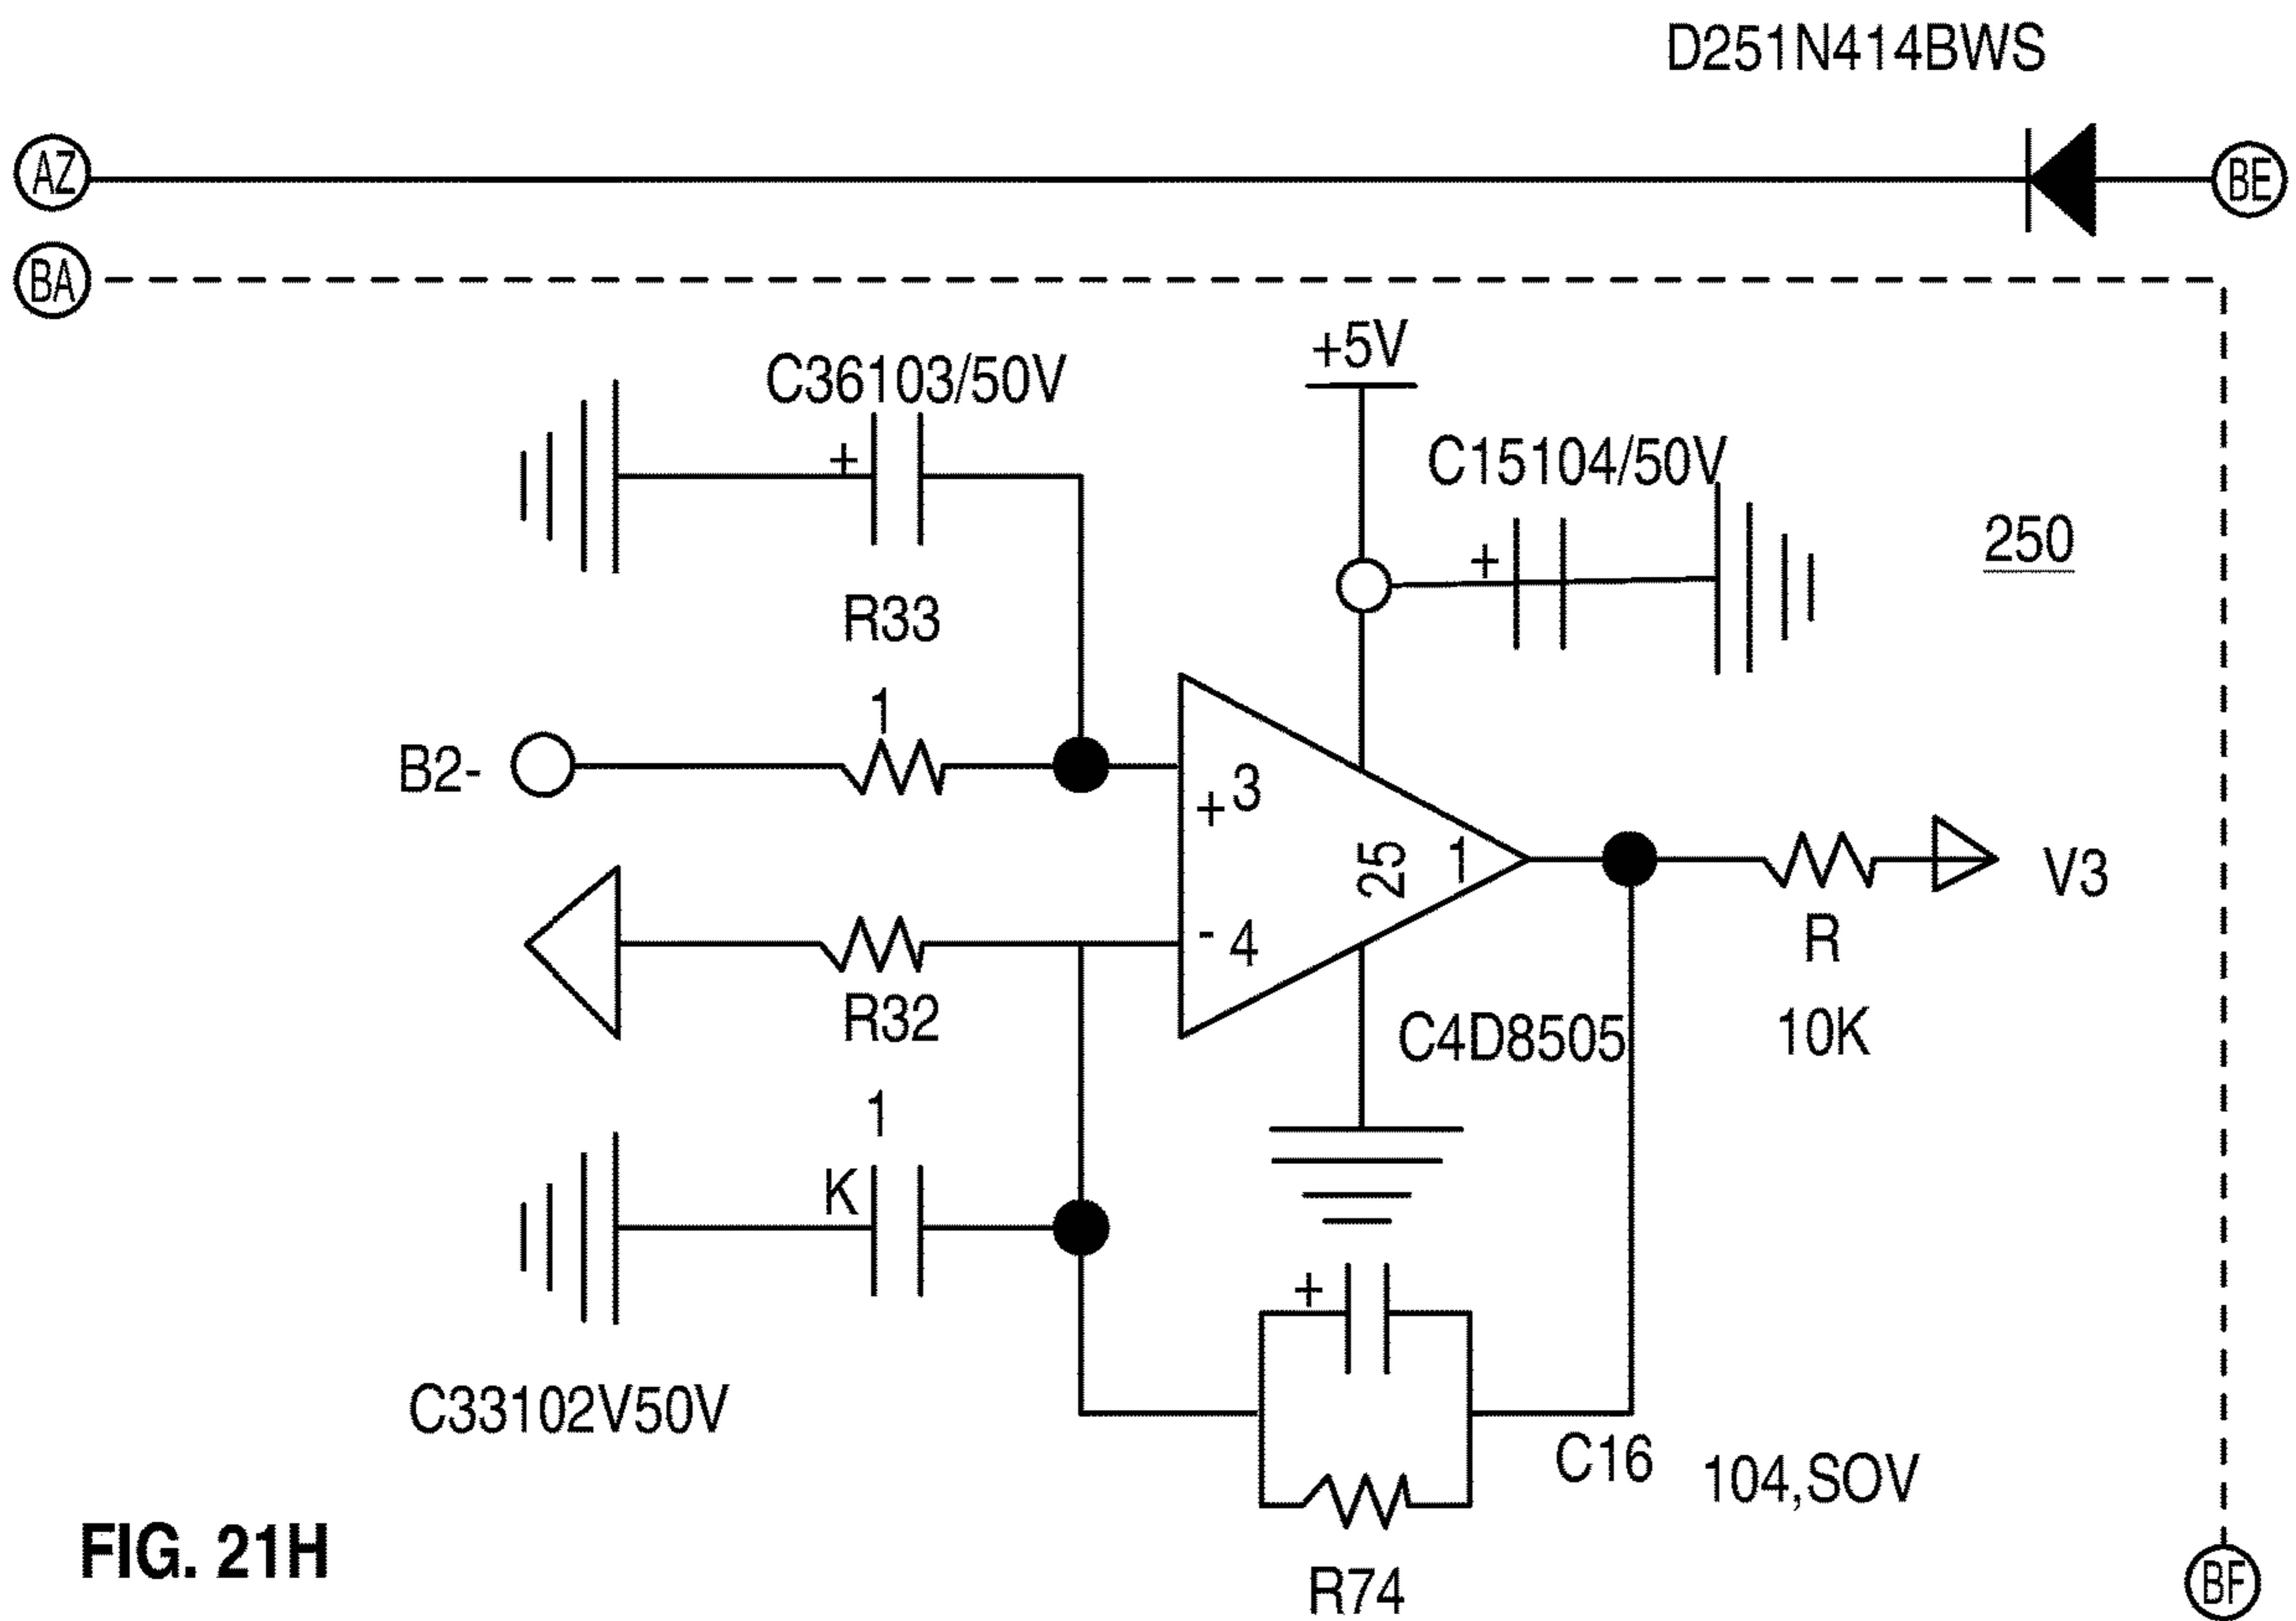 D251N414BWS
AZ
BE
BA
+5V
C36103/50V
+
C15104/50V
+
250
R33
1
B2-
+3
25
1
V3
-4
R
R32
C4D8505
10K
1
K
+
C33102V50V
C16
104,SOV
FIG. 21H
R74
BF